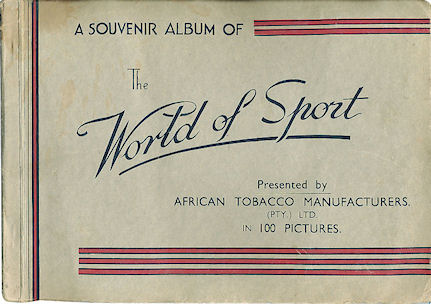 A SOUVENIR ALBUM OF
The
World of Sport
Presented by
AFRICAN TOBACCO MANUFACTURERS.
(PTY.) LTD.
IN 100 PICTURES.